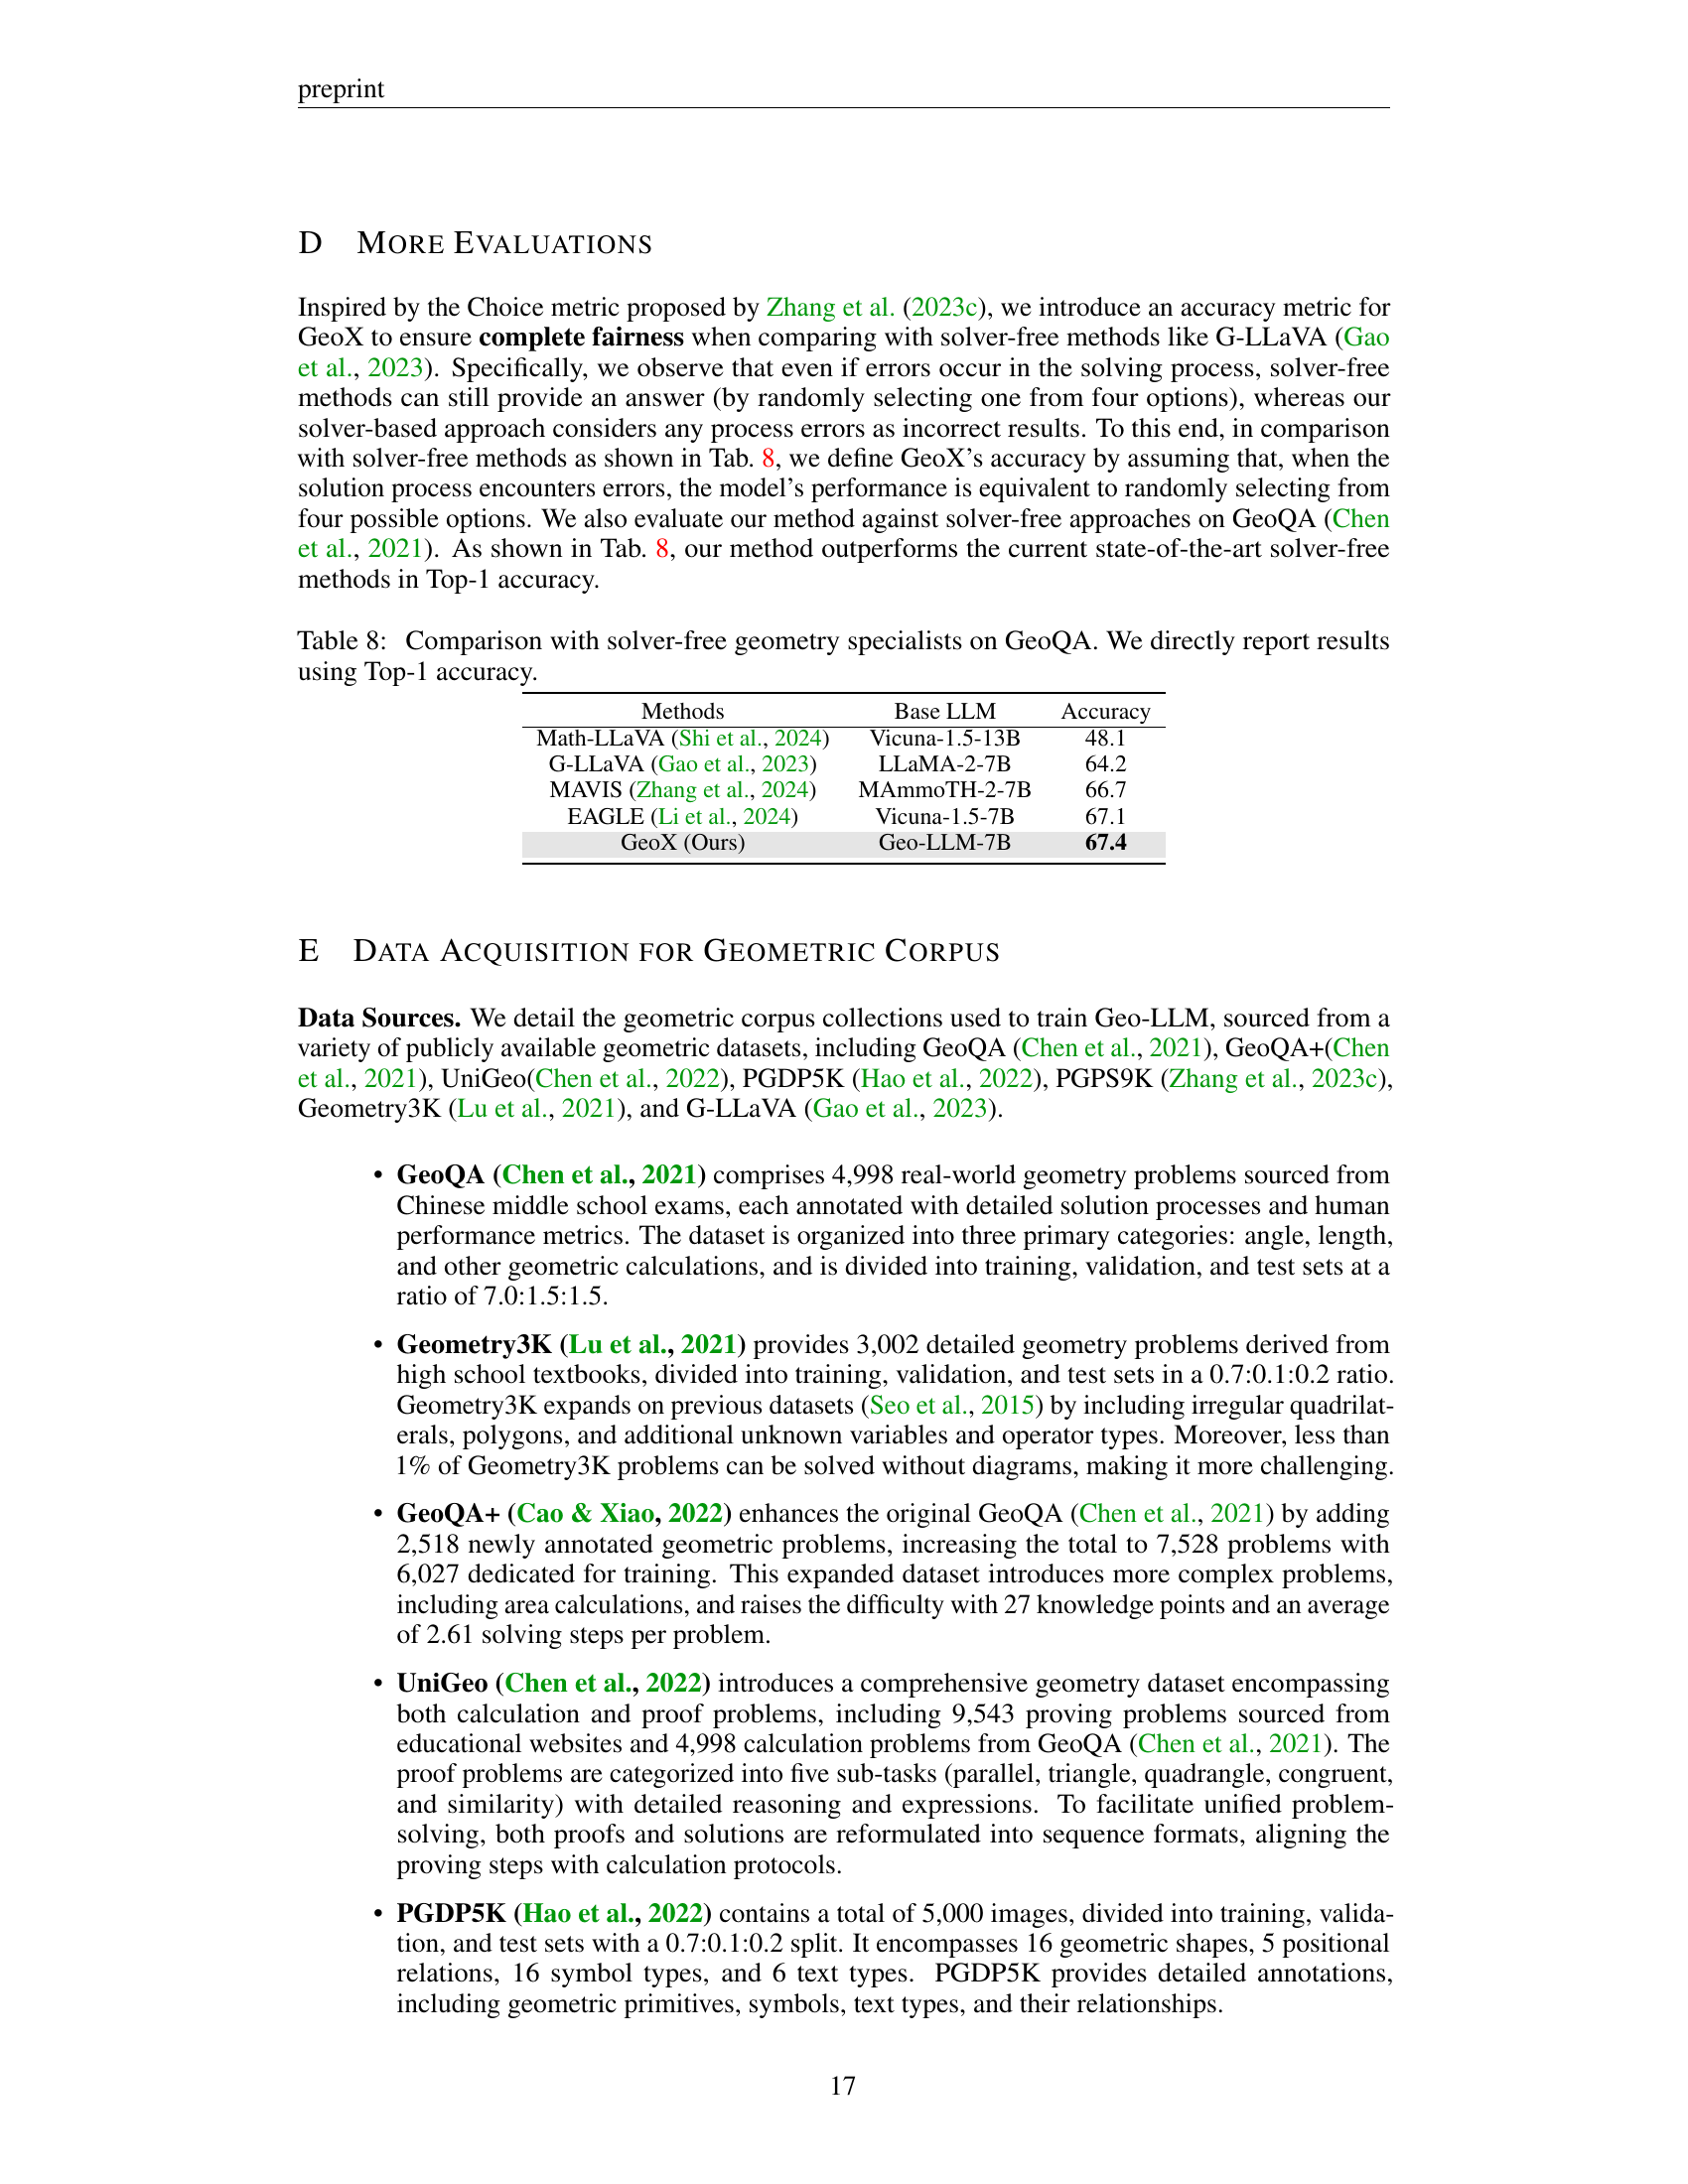 preprint
D MORE EVALUATIONS
Inspired by the Choice metric proposed by Zhang et al. (2023c), we introduce an accuracy metric for
GeoX to ensure complete fairness when comparing with solver-free methods like G-LLaVA (Gao
et al., 2023). Specifically, we observe that even if errors occur in the solving process, solver-free
methods can still provide an answer (by randomly selecting one from four options), whereas our
solver-based approach considers any process errors as incorrect results. To this end, in comparison
with solver-free methods as shown in Tab. 8, we define GeoX's accuracy by assuming that, when the
solution process encounters errors, the model's performance is equivalent to randomly selecting from
four possible options. We also evaluate our method against solver-free approaches on GeoQA (Chen
et al., 2021). As shown in Tab. 8, our method outperforms the current state-of-the-art solver-free
methods in Top-1 accuracy.
Table 8: Comparison with solver-free geometry specialists on GeoQA. We directly report results
using Top-1 accuracy.
Methods Base LLM Accuracy
Math-LLaVA (Shi et al., 2024) Vicuna-1.5-13B 48.1
G-LLaVA (Gao et al., 2023) LLaMA-2-7B 64.2
MAVIS (Zhang et al., 2024) MAmmoTH-2-7B 66.7
EAGLE (Li et al., 2024) Vicuna-1.5-7B 67.1
GeoX (Ours) Geo-LLM-7B 67.4
E DATA ACQUISITION FOR GEOMETRIC CORPUS
Data Sources. We detail the geometric corpus collections used to train Geo-LLM, sourced from a
variety of publicly available geometric datasets, including GeoQA (Chen et al., 2021), GeoQA+(Chen
et al., 2021), UniGeo(Chen et al., 2022), PGDP5K (Hao et al., 2022), PGPS9K (Zhang et al., 2023c),
Geometry3K (Lu et al., 2021), and G-LLaVA (Gao et al., 2023).
• GeoQA (Chen et al., 2021) comprises 4,998 real-world geometry problems sourced from
Chinese middle school exams, each annotated with detailed solution processes and human
performance metrics. The dataset is organized into three primary categories: angle, length,
and other geometric calculations, and is divided into training, validation, and test sets at a
ratio of 7.0:1.5:1.5.
• Geometry3K (Lu et al., 2021) provides 3,002 detailed geometry problems derived from
high school textbooks, divided into training, validation, and test sets in a 0.7:0.1:0.2 ratio.
Geometry3K expands on previous datasets (Seo et al., 2015) by including irregular quadrilat-
erals, polygons, and additional unknown variables and operator types. Moreover, less than
1% of Geometry3K problems can be solved without diagrams, making it more challenging.
• GeoQA+ (Cao & Xiao, 2022) enhances the original GeoQA (Chen et al., 2021) by adding
2,518 newly annotated geometric problems, increasing the total to 7,528 problems with
6,027 dedicated for training. This expanded dataset introduces more complex problems,
including area calculations, and raises the difficulty with 27 knowledge points and an average
of 2.61 solving steps per problem.
• UniGeo (Chen et al., 2022) introduces a comprehensive geometry dataset encompassing
both calculation and proof problems, including 9,543 proving problems sourced from
educational websites and 4,998 calculation problems from GeoQA (Chen et al., 2021). The
proof problems are categorized into five sub-tasks (parallel, triangle, quadrangle, congruent,
and similarity) with detailed reasoning and expressions. To facilitate unified problem-
solving, both proofs and solutions are reformulated into sequence formats, aligning the
proving steps with calculation protocols.
• PGDP5K (Hao et al., 2022) contains a total of 5,000 images, divided into training, valida-
tion, and test sets with a 0.7:0.1:0.2 split. It encompasses 16 geometric shapes, 5 positional
relations, 16 symbol types, and 6 text types. PGDP5K provides detailed annotations,
including geometric primitives, symbols, text types, and their relationships.
17